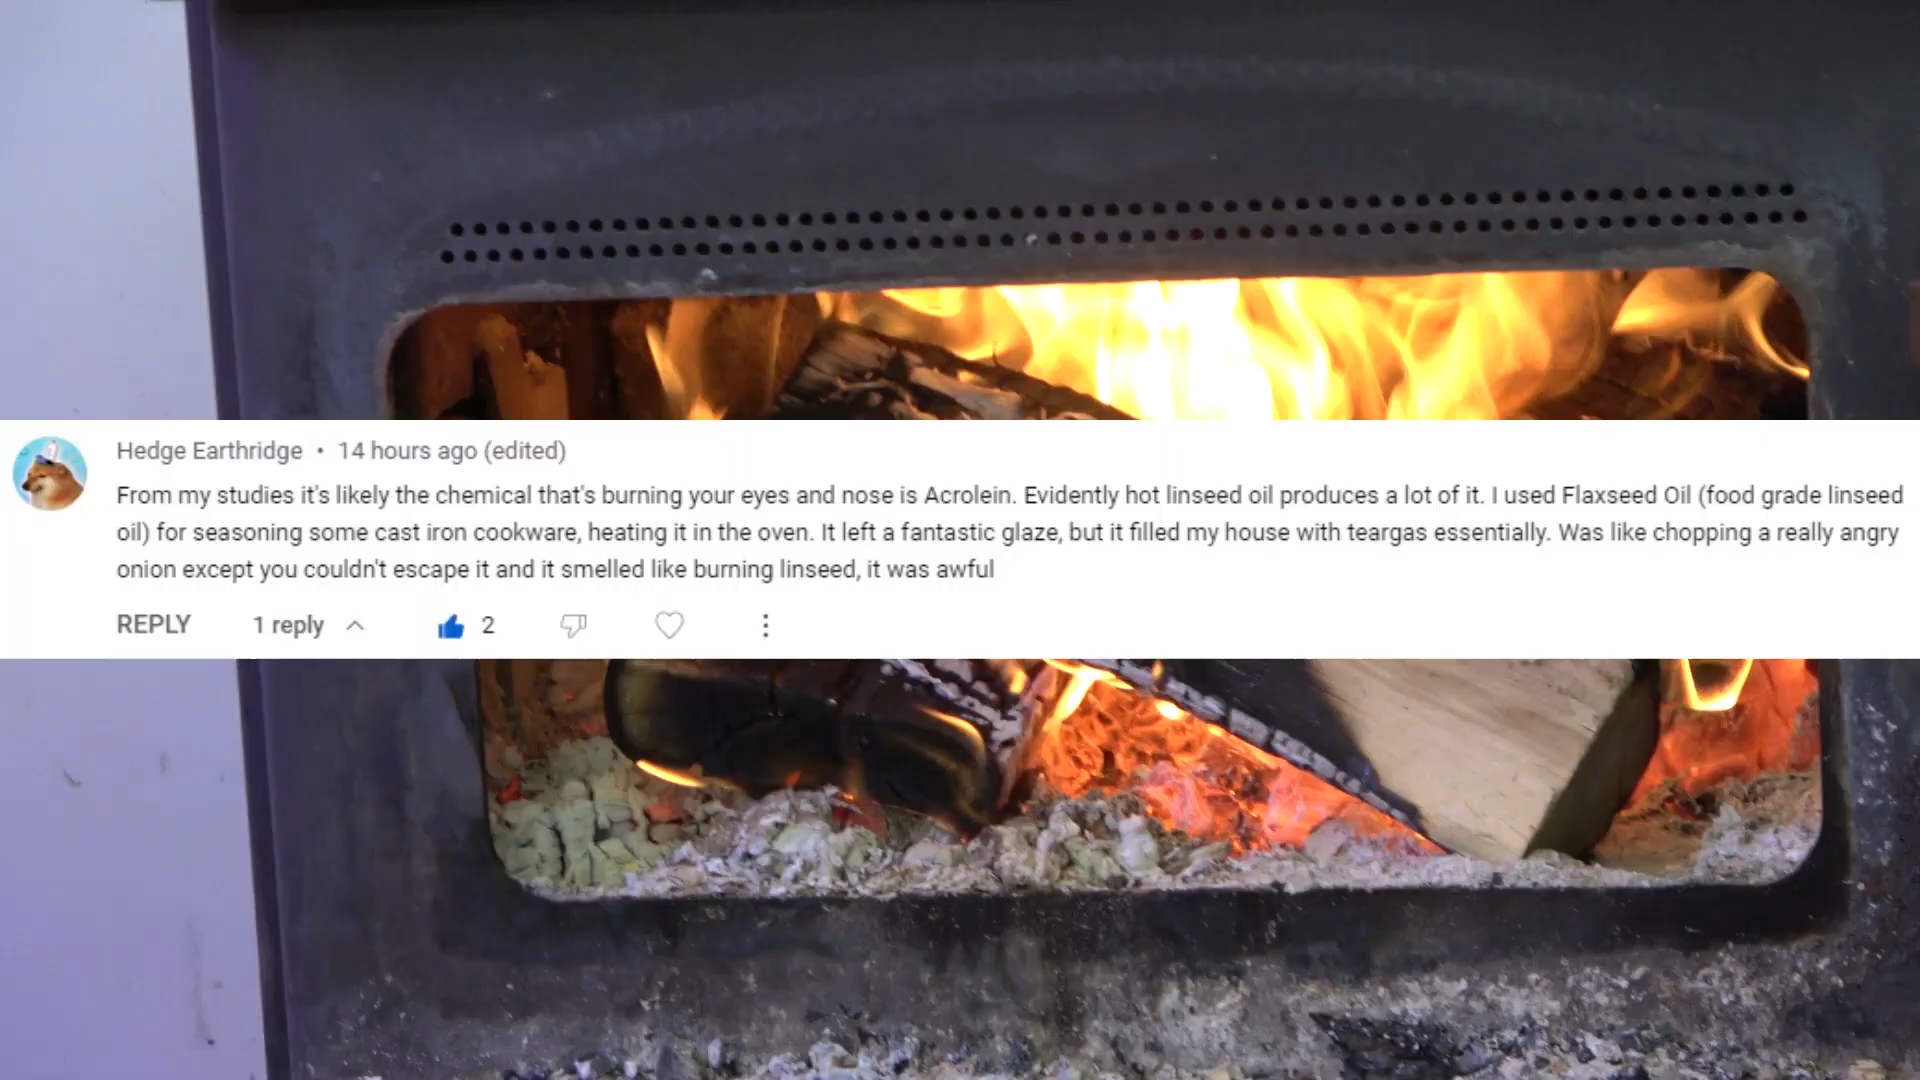 Hedge Earthridge • 14 hours ago (edited)
From my studies it's likely the chemical that's burning your eyes and nose is Acrolein. Evidently hot linseed oil produces a lot of it. I used Flaxseed Oil (food grade linseed
oil) for seasoning some cast iron cookware, heating it in the oven. It left a fantastic glaze, but it filled my house with teargas essentially. Was like chopping a really angry
onion except you couldn't escape it and it smelled like burning linseed, it was awful
REPLY 1 reply 2